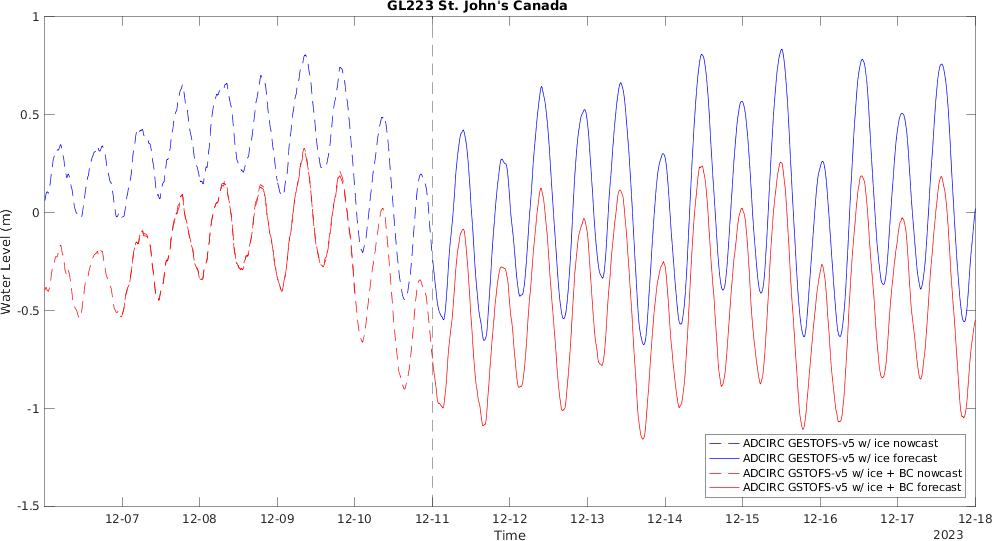 GL223 St. John's Canada
1
0.5
0
-0.5
-1
-1.5
Water Level (m)
ADCIRC GESTOFS-v5 w/ ice nowcast
ADCIRC GESTOFS-v5 w/ ice forecast
ADCIRC GSTOFS-v5 w/ ice + BC nowcast
ADCIRC GSTOFS-v5 w/ ice + BC forecast
12-07 12-08 12-09 12-10 12-11 12-12 12-13 12-14 12-15 12-16 12-17 12-18
Time
2023